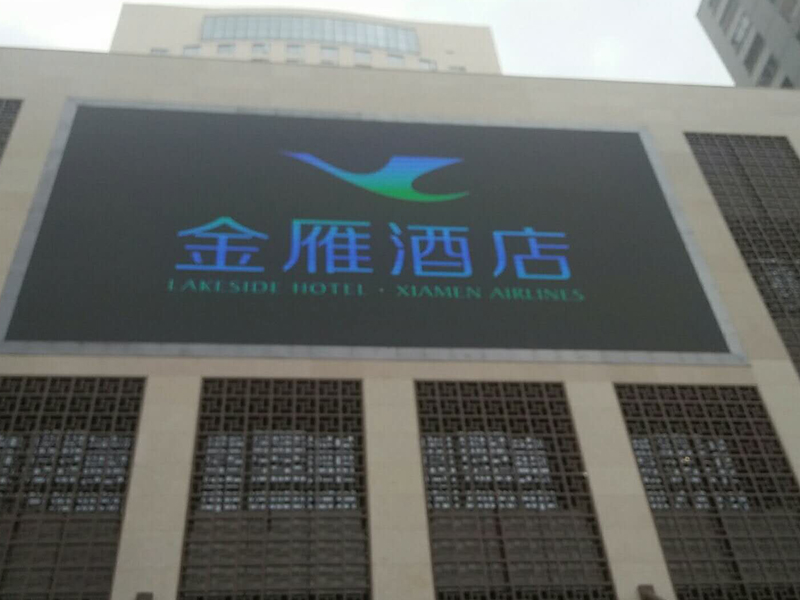 金雁酒店
LAKESIDE HOTEL · XIAMEN AIRLINES